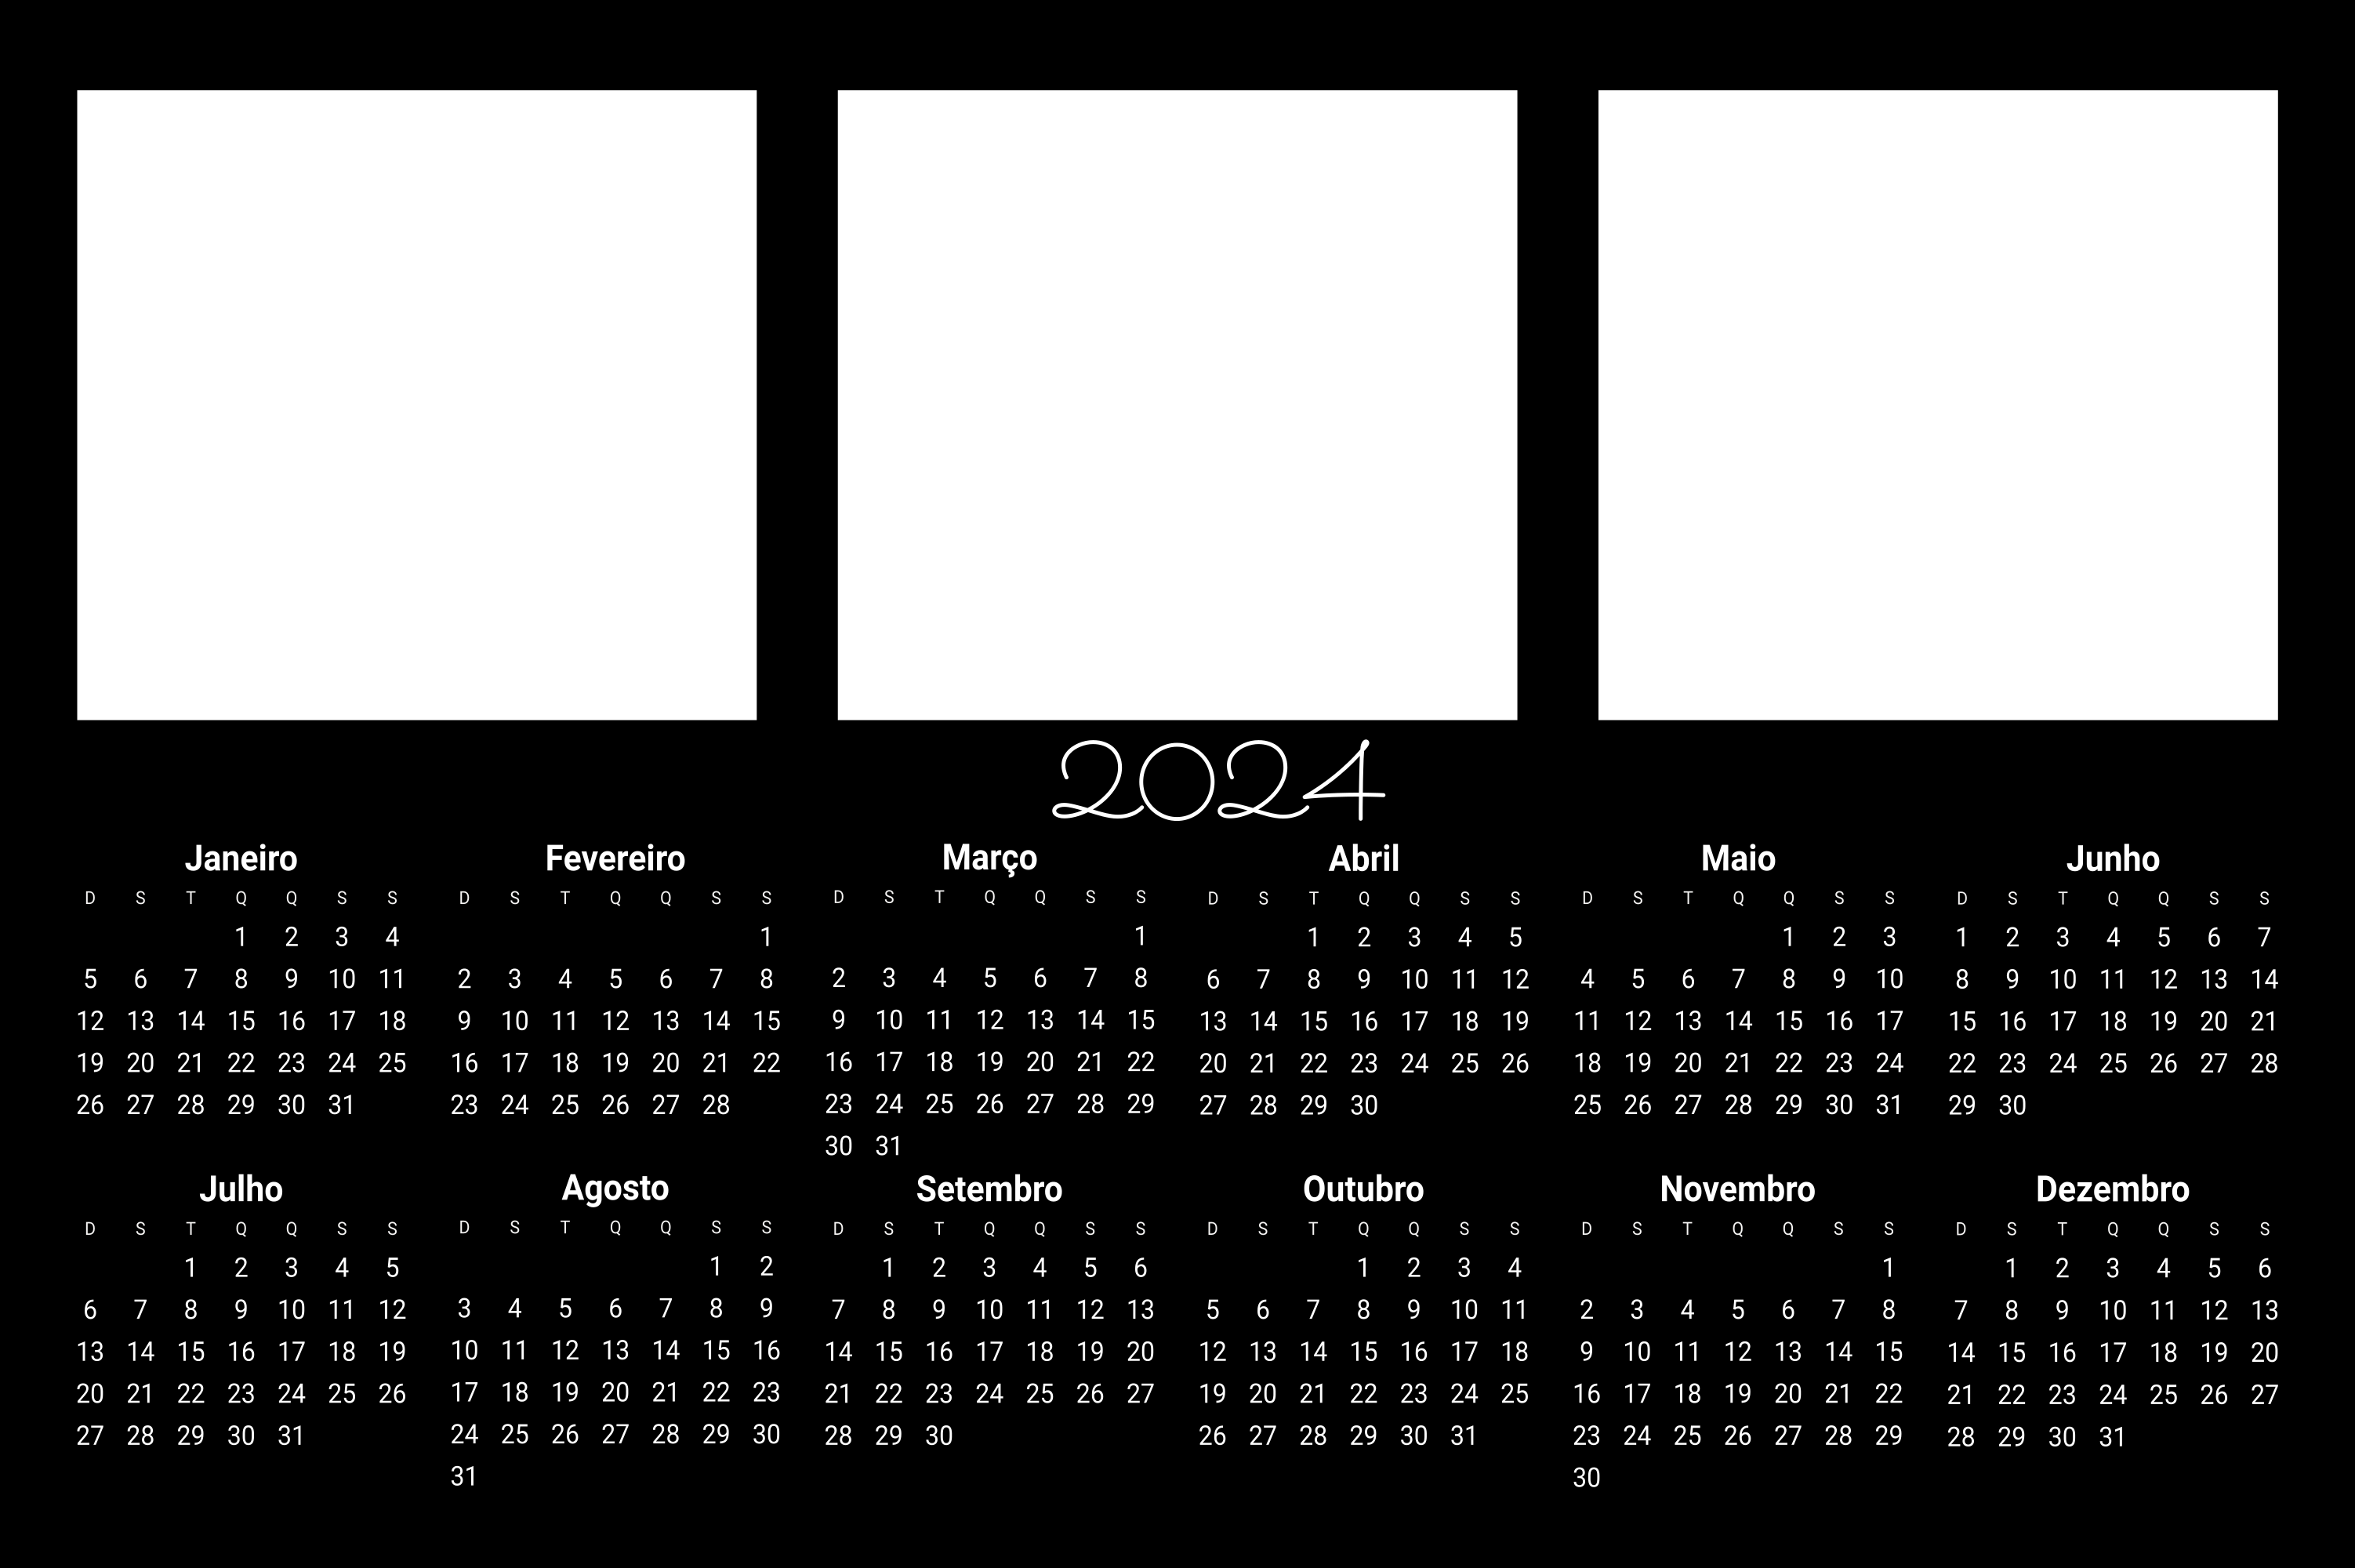 2024
Janeiro Fevereiro Março Abril Maio Junho
D S T Q Q S S D S T Q Q S S D S T Q Q S S D S T Q Q S S D S T Q Q S S D S T Q Q S S
1 2 3 4 1 1 1 2 3 4 5 1 2 3 1 2 3 4 5 6 7
5 6 7 8 9 10 11 2 3 4 5 6 7 8 2 3 4 5 6 7 8 6 7 8 9 10 11 12 4 5 6 7 8 9 10 8 9 10 11 12 13 14
12 13 14 15 16 17 18 9 10 11 12 13 14 15 9 10 11 12 13 14 15 13 14 15 16 17 18 19 11 12 13 14 15 16 17 15 16 17 18 19 20 21
19 20 21 22 23 24 25 16 17 18 19 20 21 22 16 17 18 19 20 21 22 20 21 22 23 24 25 26 18 19 20 21 22 23 24 22 23 24 25 26 27 28
26 27 28 29 30 31 23 24 25 26 27 28 23 24 25 26 27 28 29 27 28 29 30 25 26 27 28 29 30 31 29 30
30 31
Julho Agosto Setembro Outubro Novembro Dezembro
D S T Q Q S S D S T Q Q S S D S T Q Q S S D S T Q Q S S D S T Q Q S S D S T Q Q S S
1 2 3 4 5 1 2 1 2 3 4 5 6 1 2 3 4 1 1 2 3 4 5 6
6 7 8 9 10 11 12 3 4 5 6 7 8 9 7 8 9 10 11 12 13 5 6 7 8 9 10 11 2 3 4 5 6 7 8 7 8 9 10 11 12 13
13 14 15 16 17 18 19 10 11 12 13 14 15 16 14 15 16 17 18 19 20 12 13 14 15 16 17 18 9 10 11 12 13 14 15 14 15 16 17 18 19 20
20 21 22 23 24 25 26 17 18 19 20 21 22 23 21 22 23 24 25 26 27 19 20 21 22 23 24 25 16 17 18 19 20 21 22 21 22 23 24 25 26 27
27 28 29 30 31 24 25 26 27 28 29 30 28 29 30 26 27 28 29 30 31 23 24 25 26 27 28 29 28 29 30 31
31 30